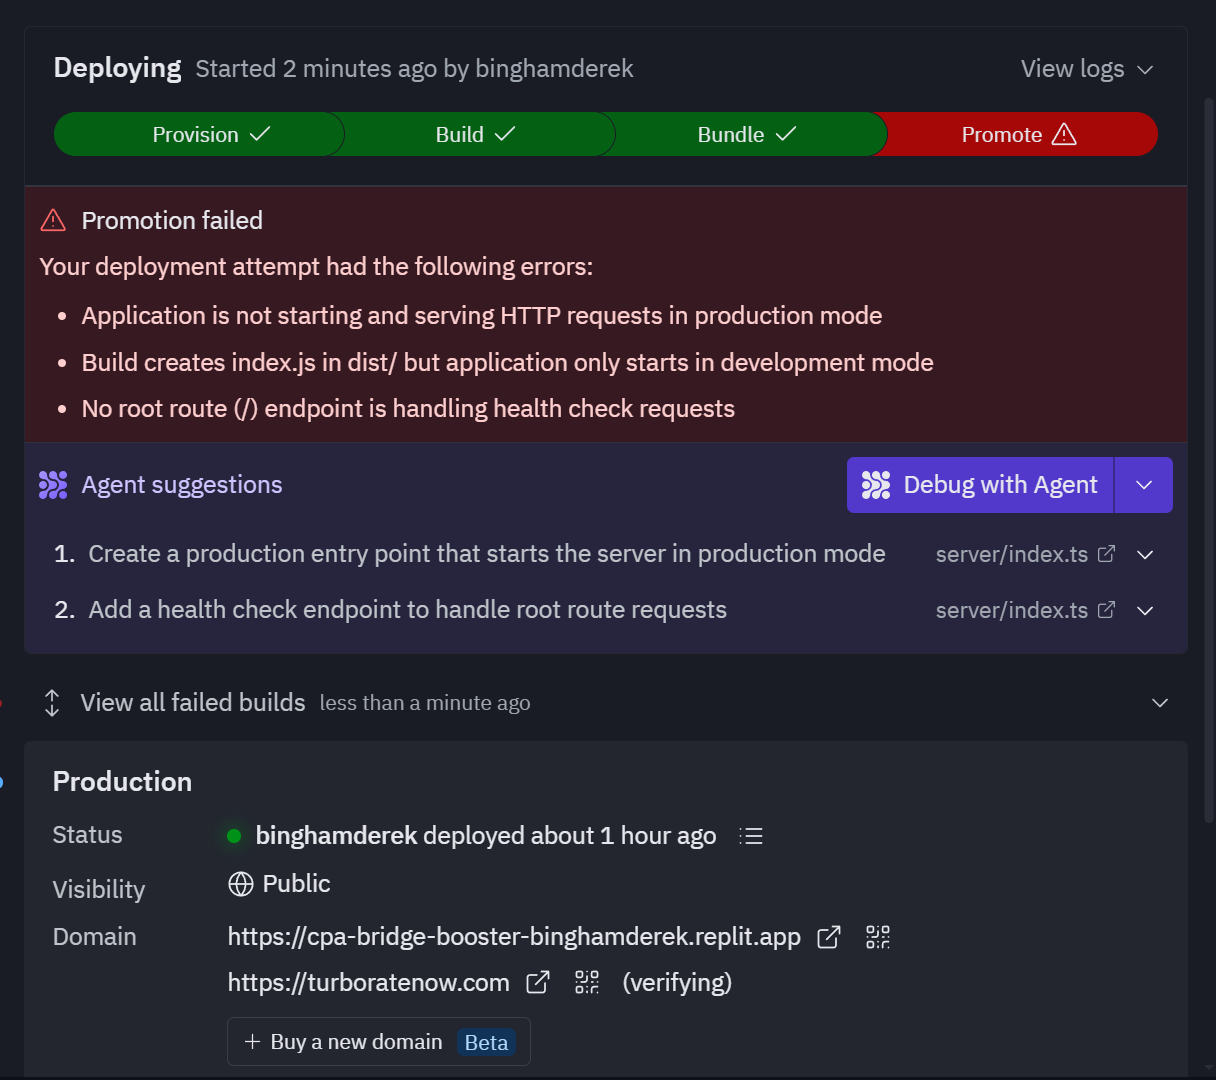 Deploying Started 2 minutes ago by binghamderek View logs
Provision Build Bundle Promote
Promotion failed
Your deployment attempt had the following errors:
• Application is not starting and serving HTTP requests in production mode
• Build creates index.js in dist/ but application only starts in development mode
• No root route (/) endpoint is handling health check requests
Agent suggestions Debug with Agent
1. Create a production entry point that starts the server in production mode server/index.ts
2. Add a health check endpoint to handle root route requests server/index.ts
View all failed builds less than a minute ago
Production
Status binghamderek deployed about 1 hour ago
Visibility Public
Domain https://cpa-bridge-booster-binghamderek.replit.app
https://turboratenow.com (verifying)
+ Buy a new domain Beta